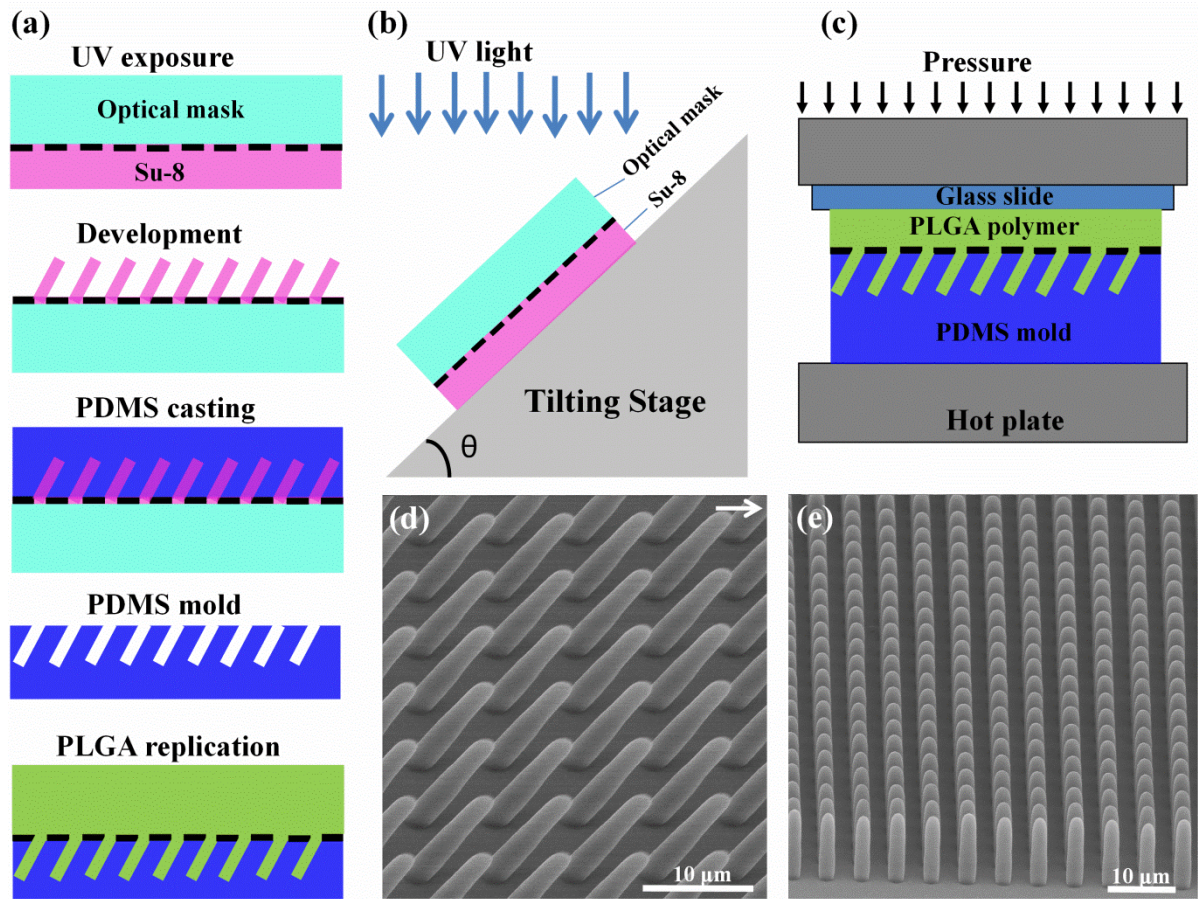 (a)
UV exposure
Optical mask
Su-8
Development
PDMS casting
PDMS mold
PLGA replication
(b)
UV light
Optical mask
Su-8
Tilting Stage
θ
(c)
Pressure
Glass slide
PLGA polymer
PDMS mold
Hot plate
(d)
10 µm
(e)
10 µm